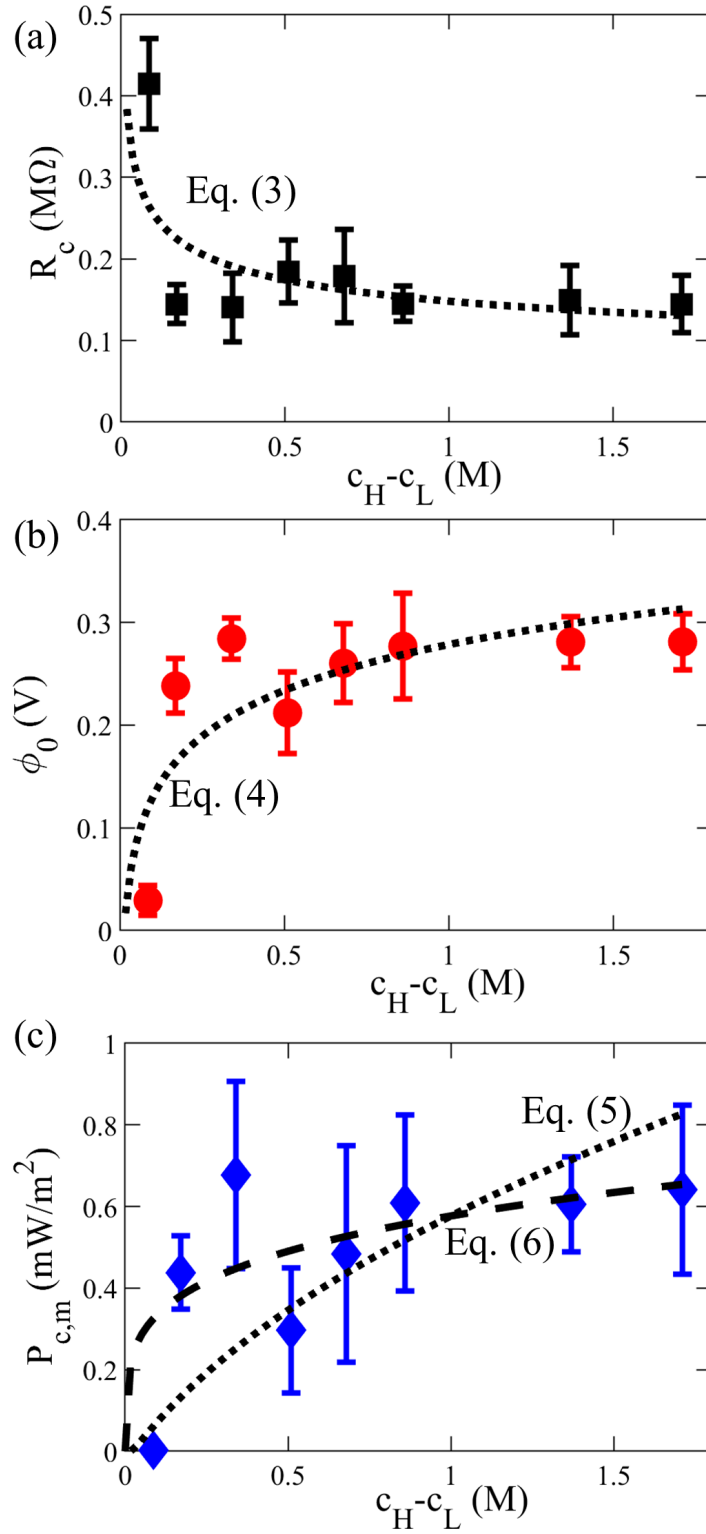 (a)
0.5
0.4
0.3
0.2
0.1
0
R_c (MΩ)
Eq. (3)
0 0.5 1 1.5
c_H-c_L (M)
(b)
0.4
0.3
0.2
0.1
0
ϕ_0 (V)
Eq. (4)
0 0.5 1 1.5
c_H-c_L (M)
(c)
1
0.8
0.6
0.4
0.2
0
P_{c,m} (mW/m²)
Eq. (5)
Eq. (6)
0 0.5 1 1.5
c_H-c_L (M)